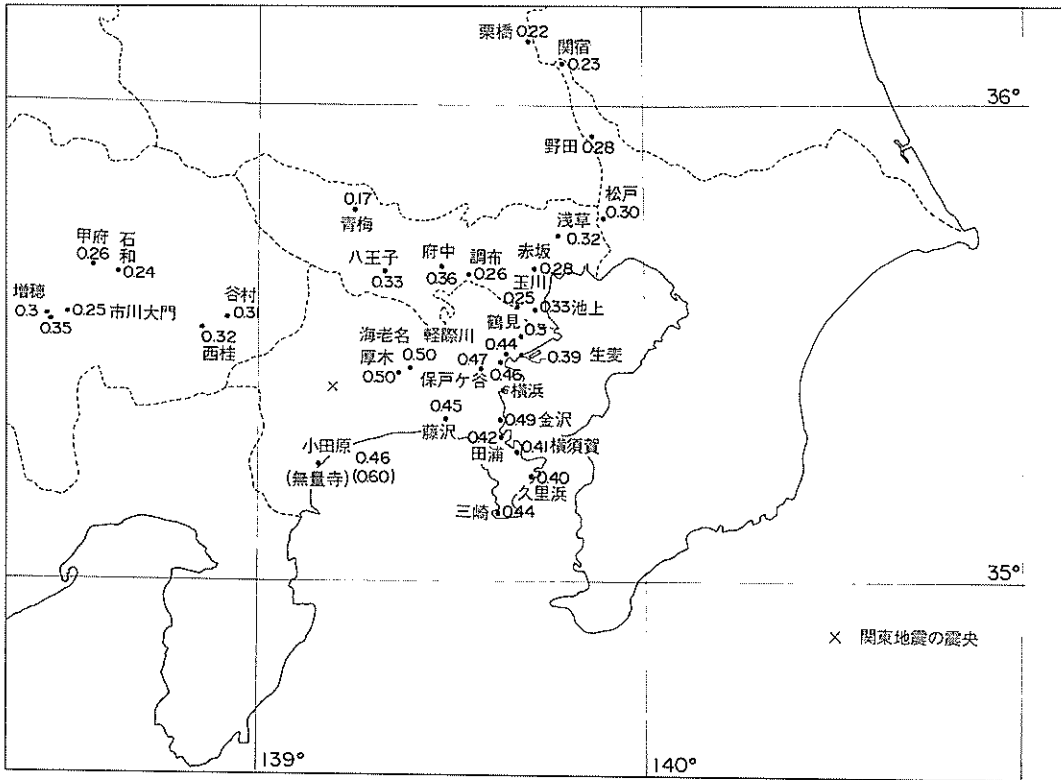 栗橋 0.22
関宿
0.23
36°
野田 0.28
松戸
0.30
0.17
青梅
浅草
0.32
甲府
0.26
石和
0.24
八王子
0.33
府中
0.36
調布
0.26
赤坂
0.28
玉川
0.25
0.33 池上
増穂
0.3
0.35
0.25 市川大門
谷村
0.31
0.32
西桂
鶴見
0.3
海老名
0.50
軽際川
0.44
0.39 生麦
厚木
0.50
0.47
保戸ケ谷
0.46
横浜
×
0.45
藤沢
0.49 金沢
0.42
田浦
0.41 横須賀
小田原
0.46
(無量寺)(0.60)
0.40
久里浜
三崎 0.44
35°
× 関東地震の震央
139°
140°